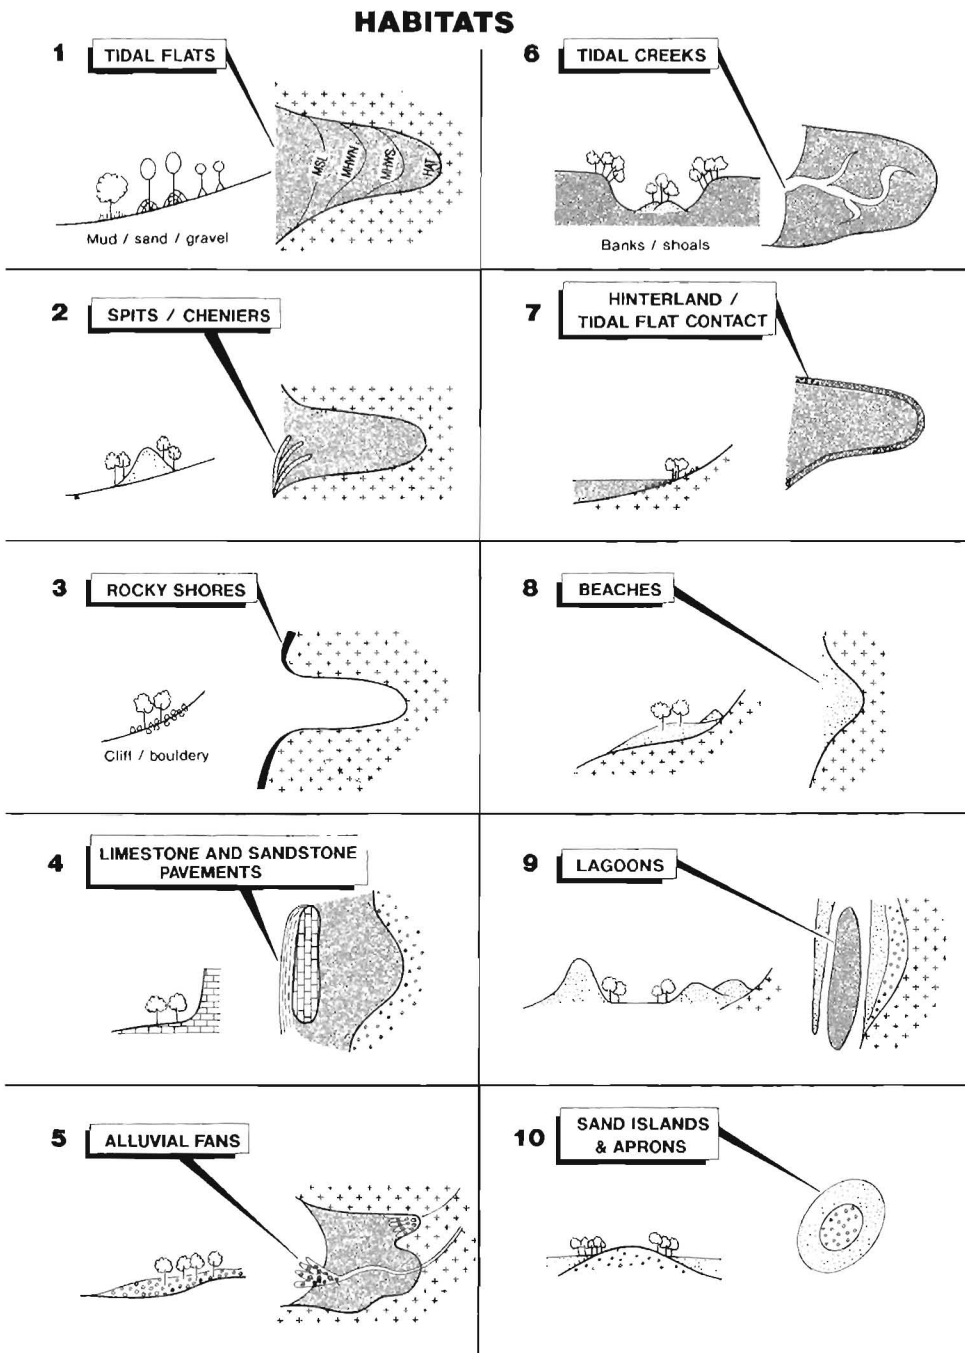 HABITATS
1
TIDAL FLATS
MSL
MHWN
MHWS
HAT
Mud / sand / gravel
2
SPITS / CHENIERS
3
ROCKY SHORES
Cliff / bouldery
4
LIMESTONE AND SANDSTONE
PAVEMENTS
5
ALLUVIAL FANS
6
TIDAL CREEKS
Banks / shoals
7
HINTERLAND /
TIDAL FLAT CONTACT
8
BEACHES
9
LAGOONS
10
SAND ISLANDS
& APRONS